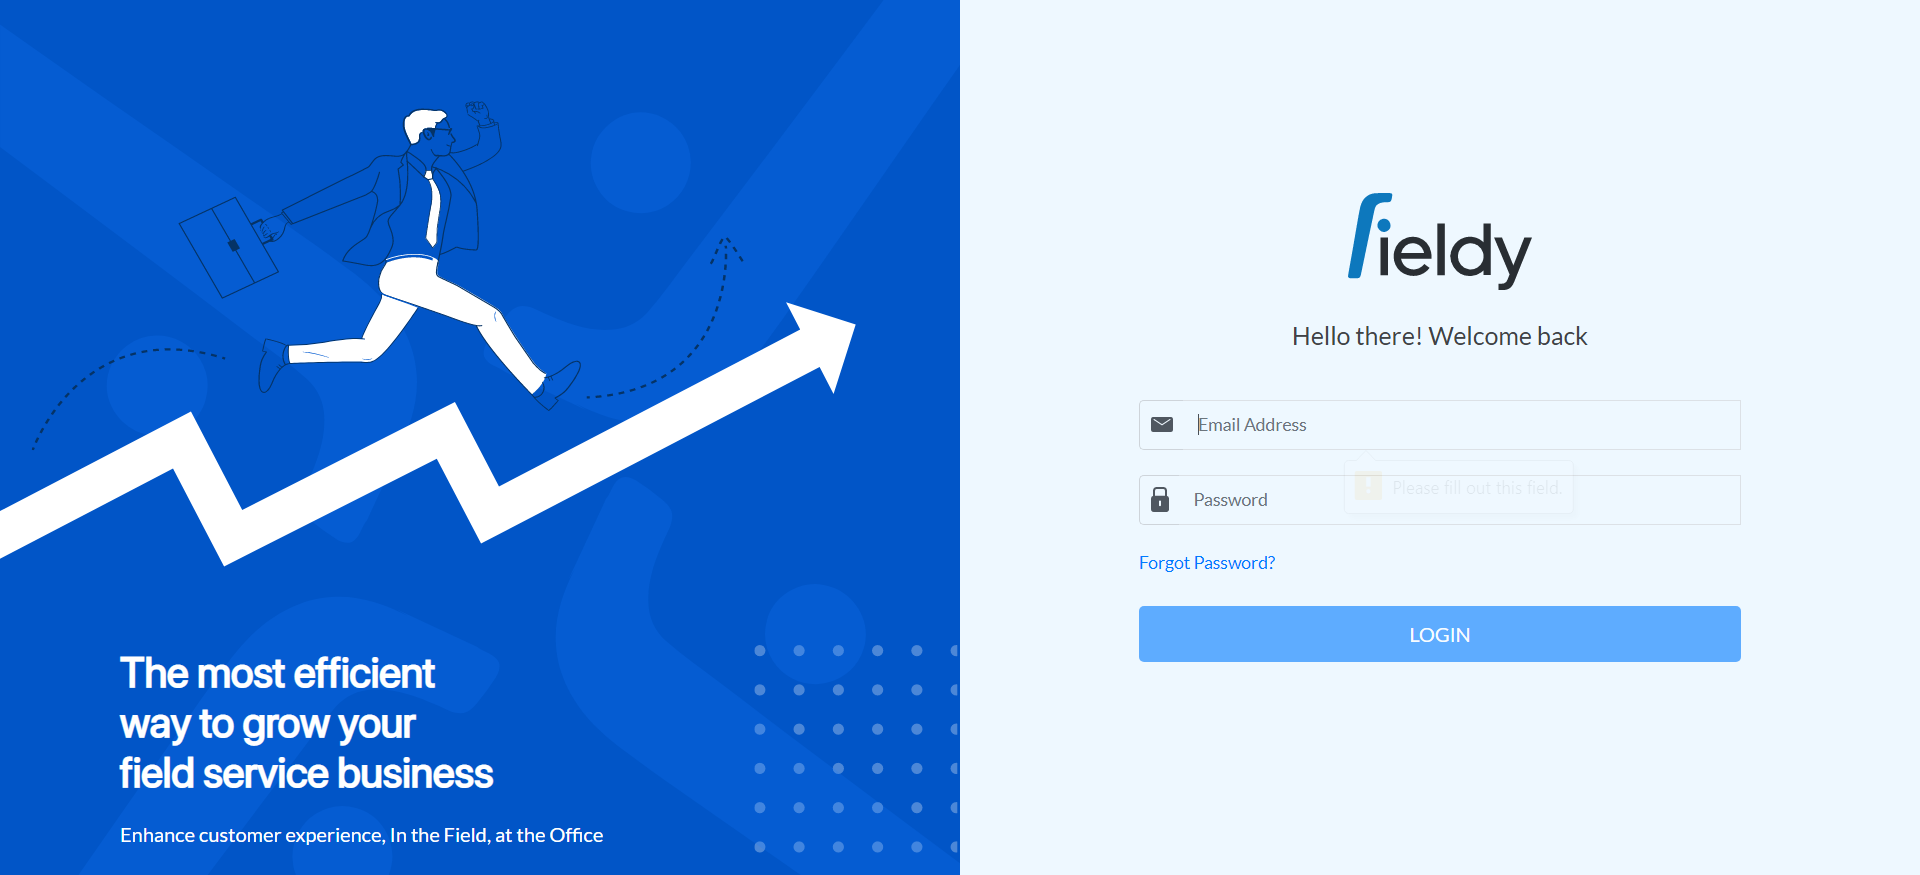 The most efficient
way to grow your
field service business
Enhance customer experience, In the Field, at the Office
fieldy
Hello there! Welcome back
Email Address
Please fill out this field.
Password
Forgot Password?
LOGIN